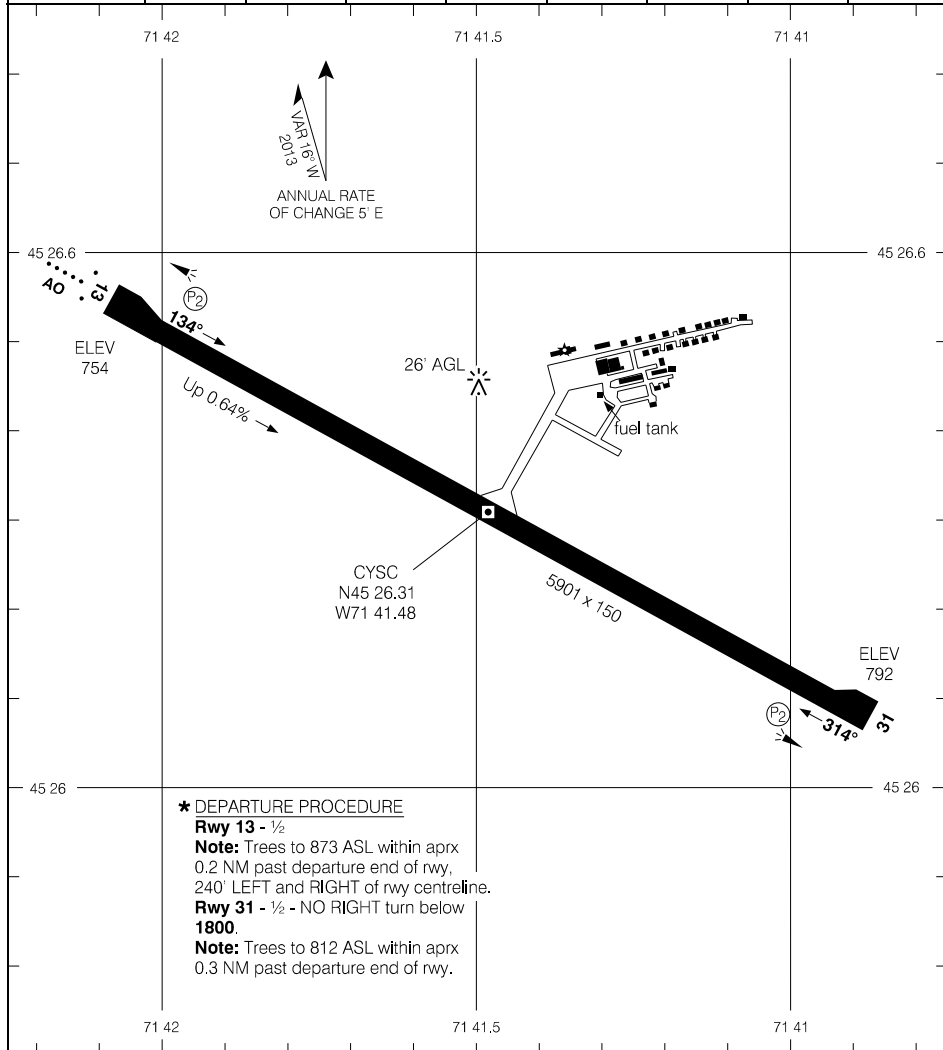 71 42
71 41.5
71 41
VAR 16° W
2013
ANNUAL RATE
OF CHANGE 5' E
45 26.6
45 26.6
AO
13
P2
134°
ELEV
754
Up 0.64%
26' AGL
fuel tank
CYSC
N45 26.31
W71 41.48
5901 x 150
ELEV
792
P2
314°
31
45 26
45 26
* DEPARTURE PROCEDURE
Rwy 13 - ½
Note: Trees to 873 ASL within aprx
0.2 NM past departure end of rwy,
240' LEFT and RIGHT of rwy centreline.
Rwy 31 - ½ - NO RIGHT turn below
1800.
Note: Trees to 812 ASL within aprx
0.3 NM past departure end of rwy.
71 42
71 41.5
71 41